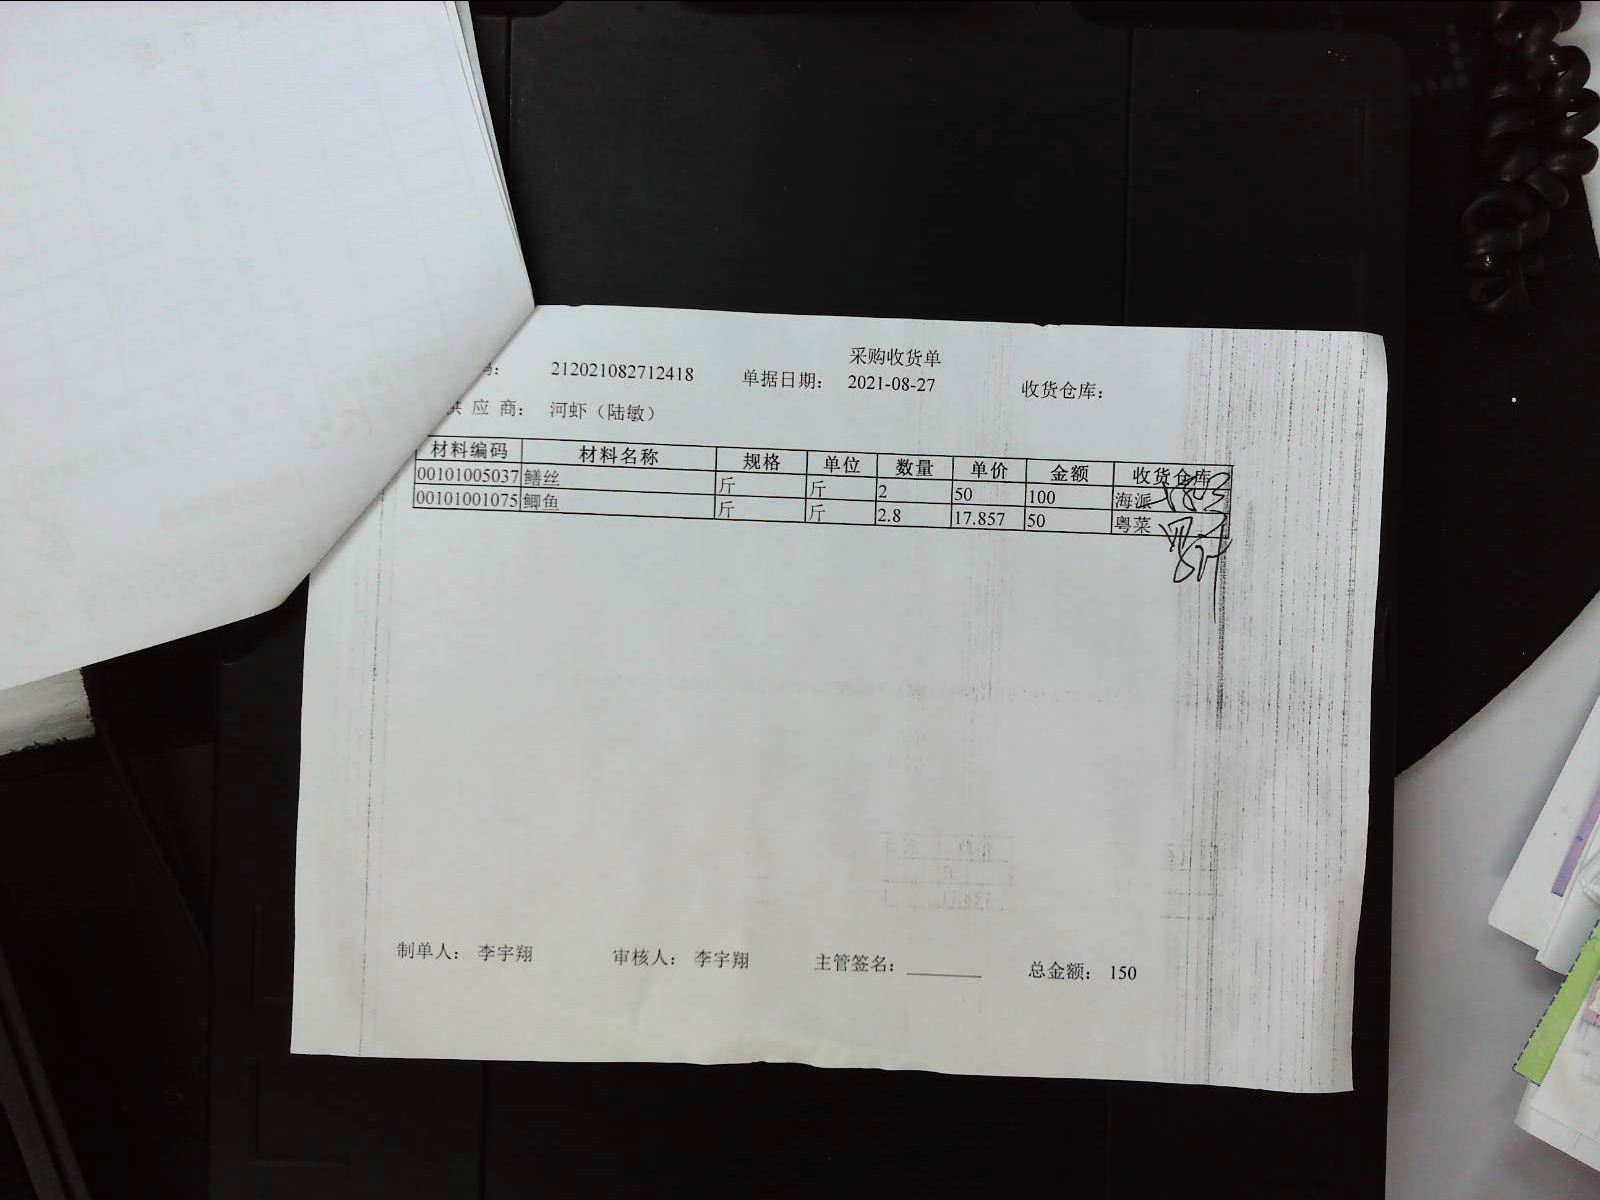 采购收货单
码： 212021082712418 单据日期： 2021-08-27 收货仓库：
供 应 商： 河虾（陆敏）
材料编码 材料名称 规格 单位 数量 单价 金额 收货仓库
00101005037 鳝丝 斤 斤 2 50 100 海派
00101001075 鲫鱼 斤 斤 2.8 17.857 50 粤菜
制单人： 李宇翔 审核人： 李宇翔 主管签名： 总金额： 150